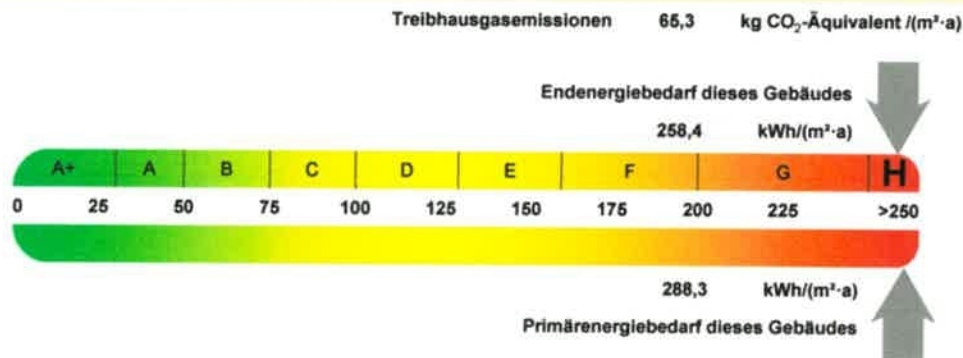 Treibhausgasemissionen 65,3 kg CO₂-Äquivalent /(m²·a)
Endenergiebedarf dieses Gebäudes
258,4 kWh/(m²·a)
A+ A B C D E F G H
0 25 50 75 100 125 150 175 200 225 >250
288,3 kWh/(m²·a)
Primärenergiebedarf dieses Gebäudes